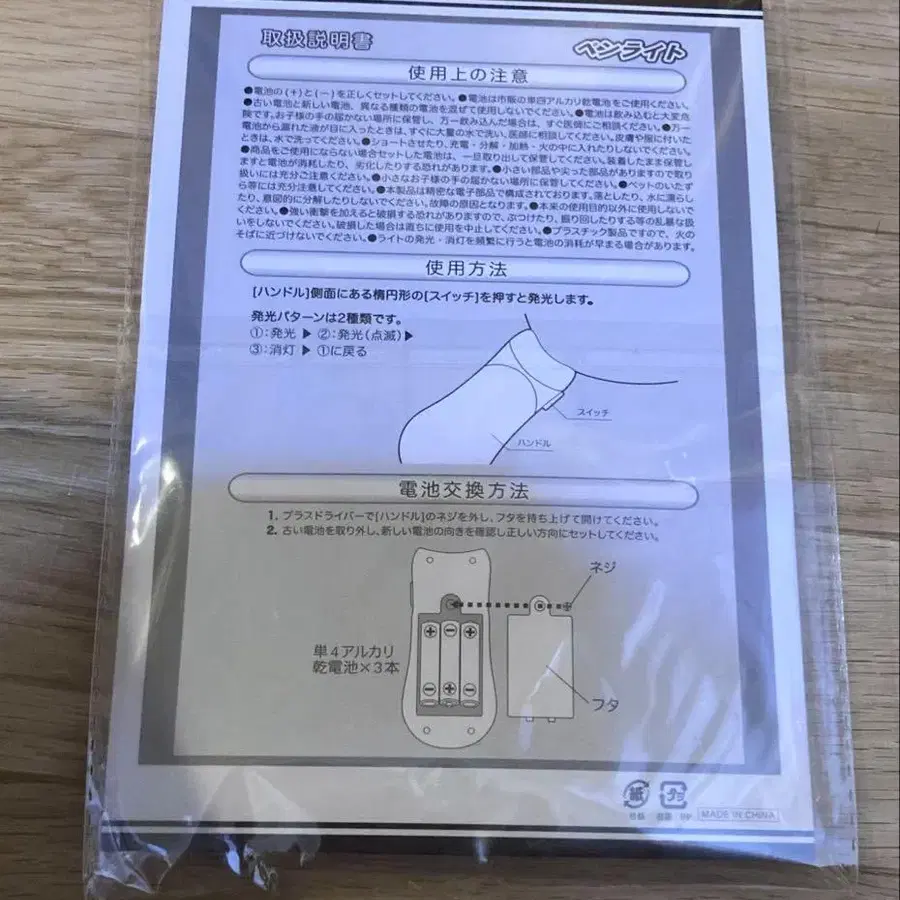 取扱説明書
ペンライト
使用上の注意
●電池の(+)と(−)を正しくセットしてください。●電池は市販の単四アルカリ乾電池をご使用ください。
●古い電池と新しい電池、異なる種類の電池を混ぜて使用しないでください。●電池は飲み込むと大変危
険です。お子様の手の届かない場所に保管し、万一飲み込んだ場合は、すぐ医師にご相談ください。●万一
電池から漏れた液が目に入ったときは、すぐに大量の水で洗い、医師に相談してください。皮膚や服に付いた
ときは、水で洗ってください。●ショートさせたり、充電・分解・加熱・火の中に入れたりしないでください。
●商品をご使用にならない場合セットした電池は、一旦取り出して保管してください。装着したまま保管し
ますと電池が消耗したり、劣化したりする恐れがあります。●小さい部品や尖った部品がありますので取り
扱いには充分ご注意ください。●小さなお子様の手の届かない場所に保管してください。●ペットのいたず
ら等には充分注意してください。●本製品は精密な電子部品で構成されております。落としたり、水に濡らし
たり、意図的に分解したりしないでください。故障の原因となります。●本来の使用目的以外に使用しないで
ください。●強い衝撃を加えると破損する恐れがありますので、ぶつけたり、振り回したりする等の乱暴な扱
いをしないでください。破損した場合は直ちに使用を中止してください。●プラスチック製品ですので、火の
そばに近づけないでください。●ライトの発光・消灯を頻繁に行うと電池の消耗が早まる場合があります。
使用方法
[ハンドル]側面にある楕円形の[スイッチ]を押すと発光します。
発光パターンは2種類です。
①:発光 ▶ ②:発光(点滅)▶
③:消灯 ▶ ①に戻る
スイッチ
ハンドル
電池交換方法
1. プラスドライバーで[ハンドル]のネジを外し、フタを持ち上げて開けてください。
2. 古い電池を取り外し、新しい電池の向きを確認し正しい方向にセットしてください。
ネジ
単4アルカリ
乾電池×3本
フタ
紙 プラ
MADE IN CHINA